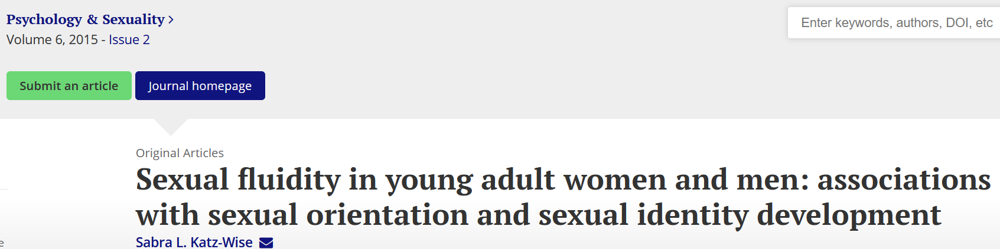 Psychology & Sexuality >
Volume 6, 2015 - Issue 2
Enter keywords, authors, DOI, etc
Submit an article
Journal homepage
Original Articles
Sexual fluidity in young adult women and men: associations
with sexual orientation and sexual identity development
e
Sabra L. Katz-Wise